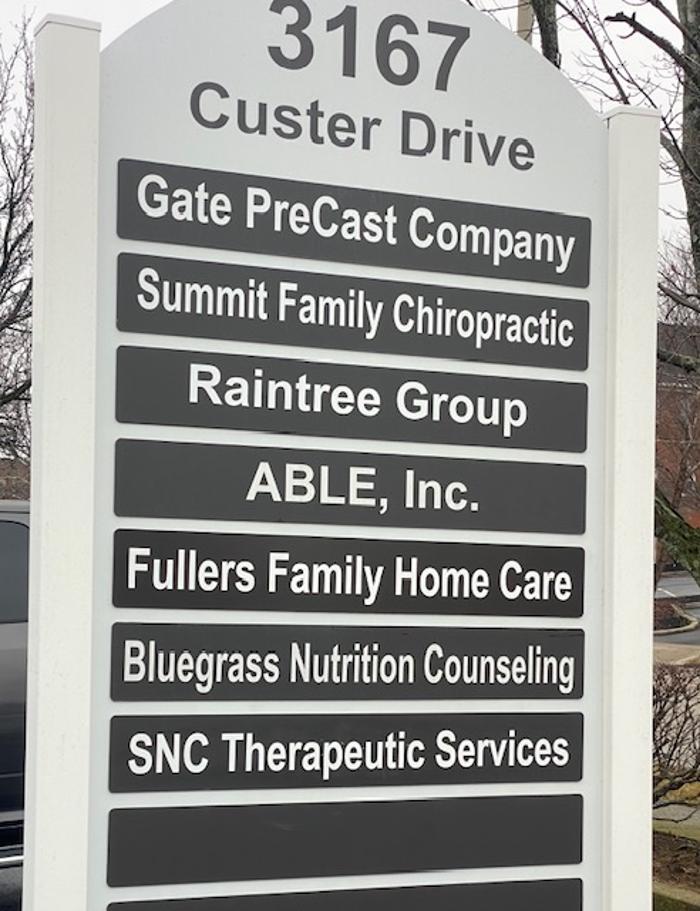 3167
Custer Drive
Gate PreCast Company
Summit Family Chiropractic
Raintree Group
ABLE, Inc.
Fullers Family Home Care
Bluegrass Nutrition Counseling
SNC Therapeutic Services